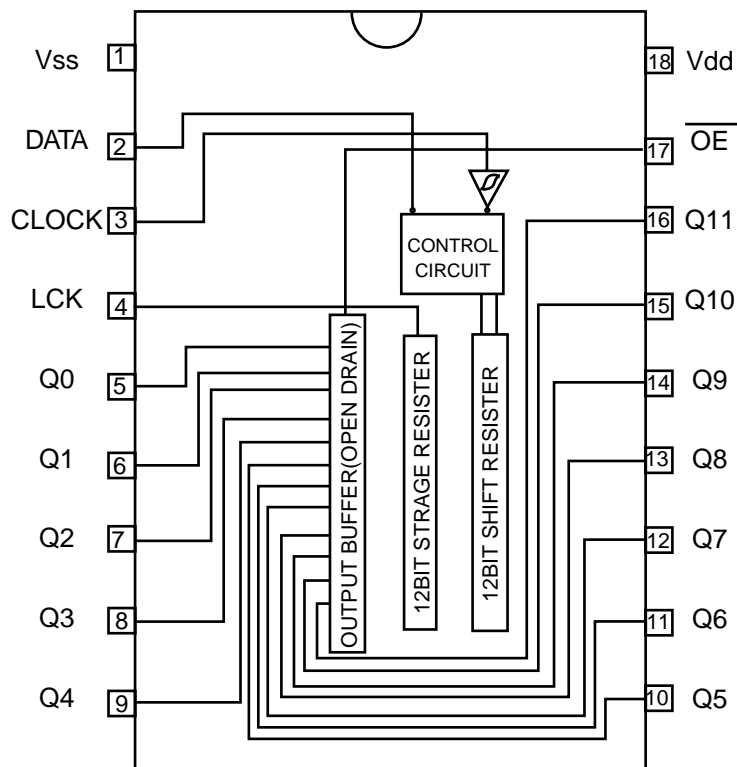 Vss 1
18 Vdd
DATA 2
17 OE
CLOCK 3
16 Q11
CONTROL
CIRCUIT
LCK 4
15 Q10
Q0 5
14 Q9
Q1 6
13 Q8
Q2 7
12 Q7
Q3 8
11 Q6
Q4 9
10 Q5
OUTPUT BUFFER(OPEN DRAIN)
12BIT STRAGE RESISTER
12BIT SHIFT RESISTER